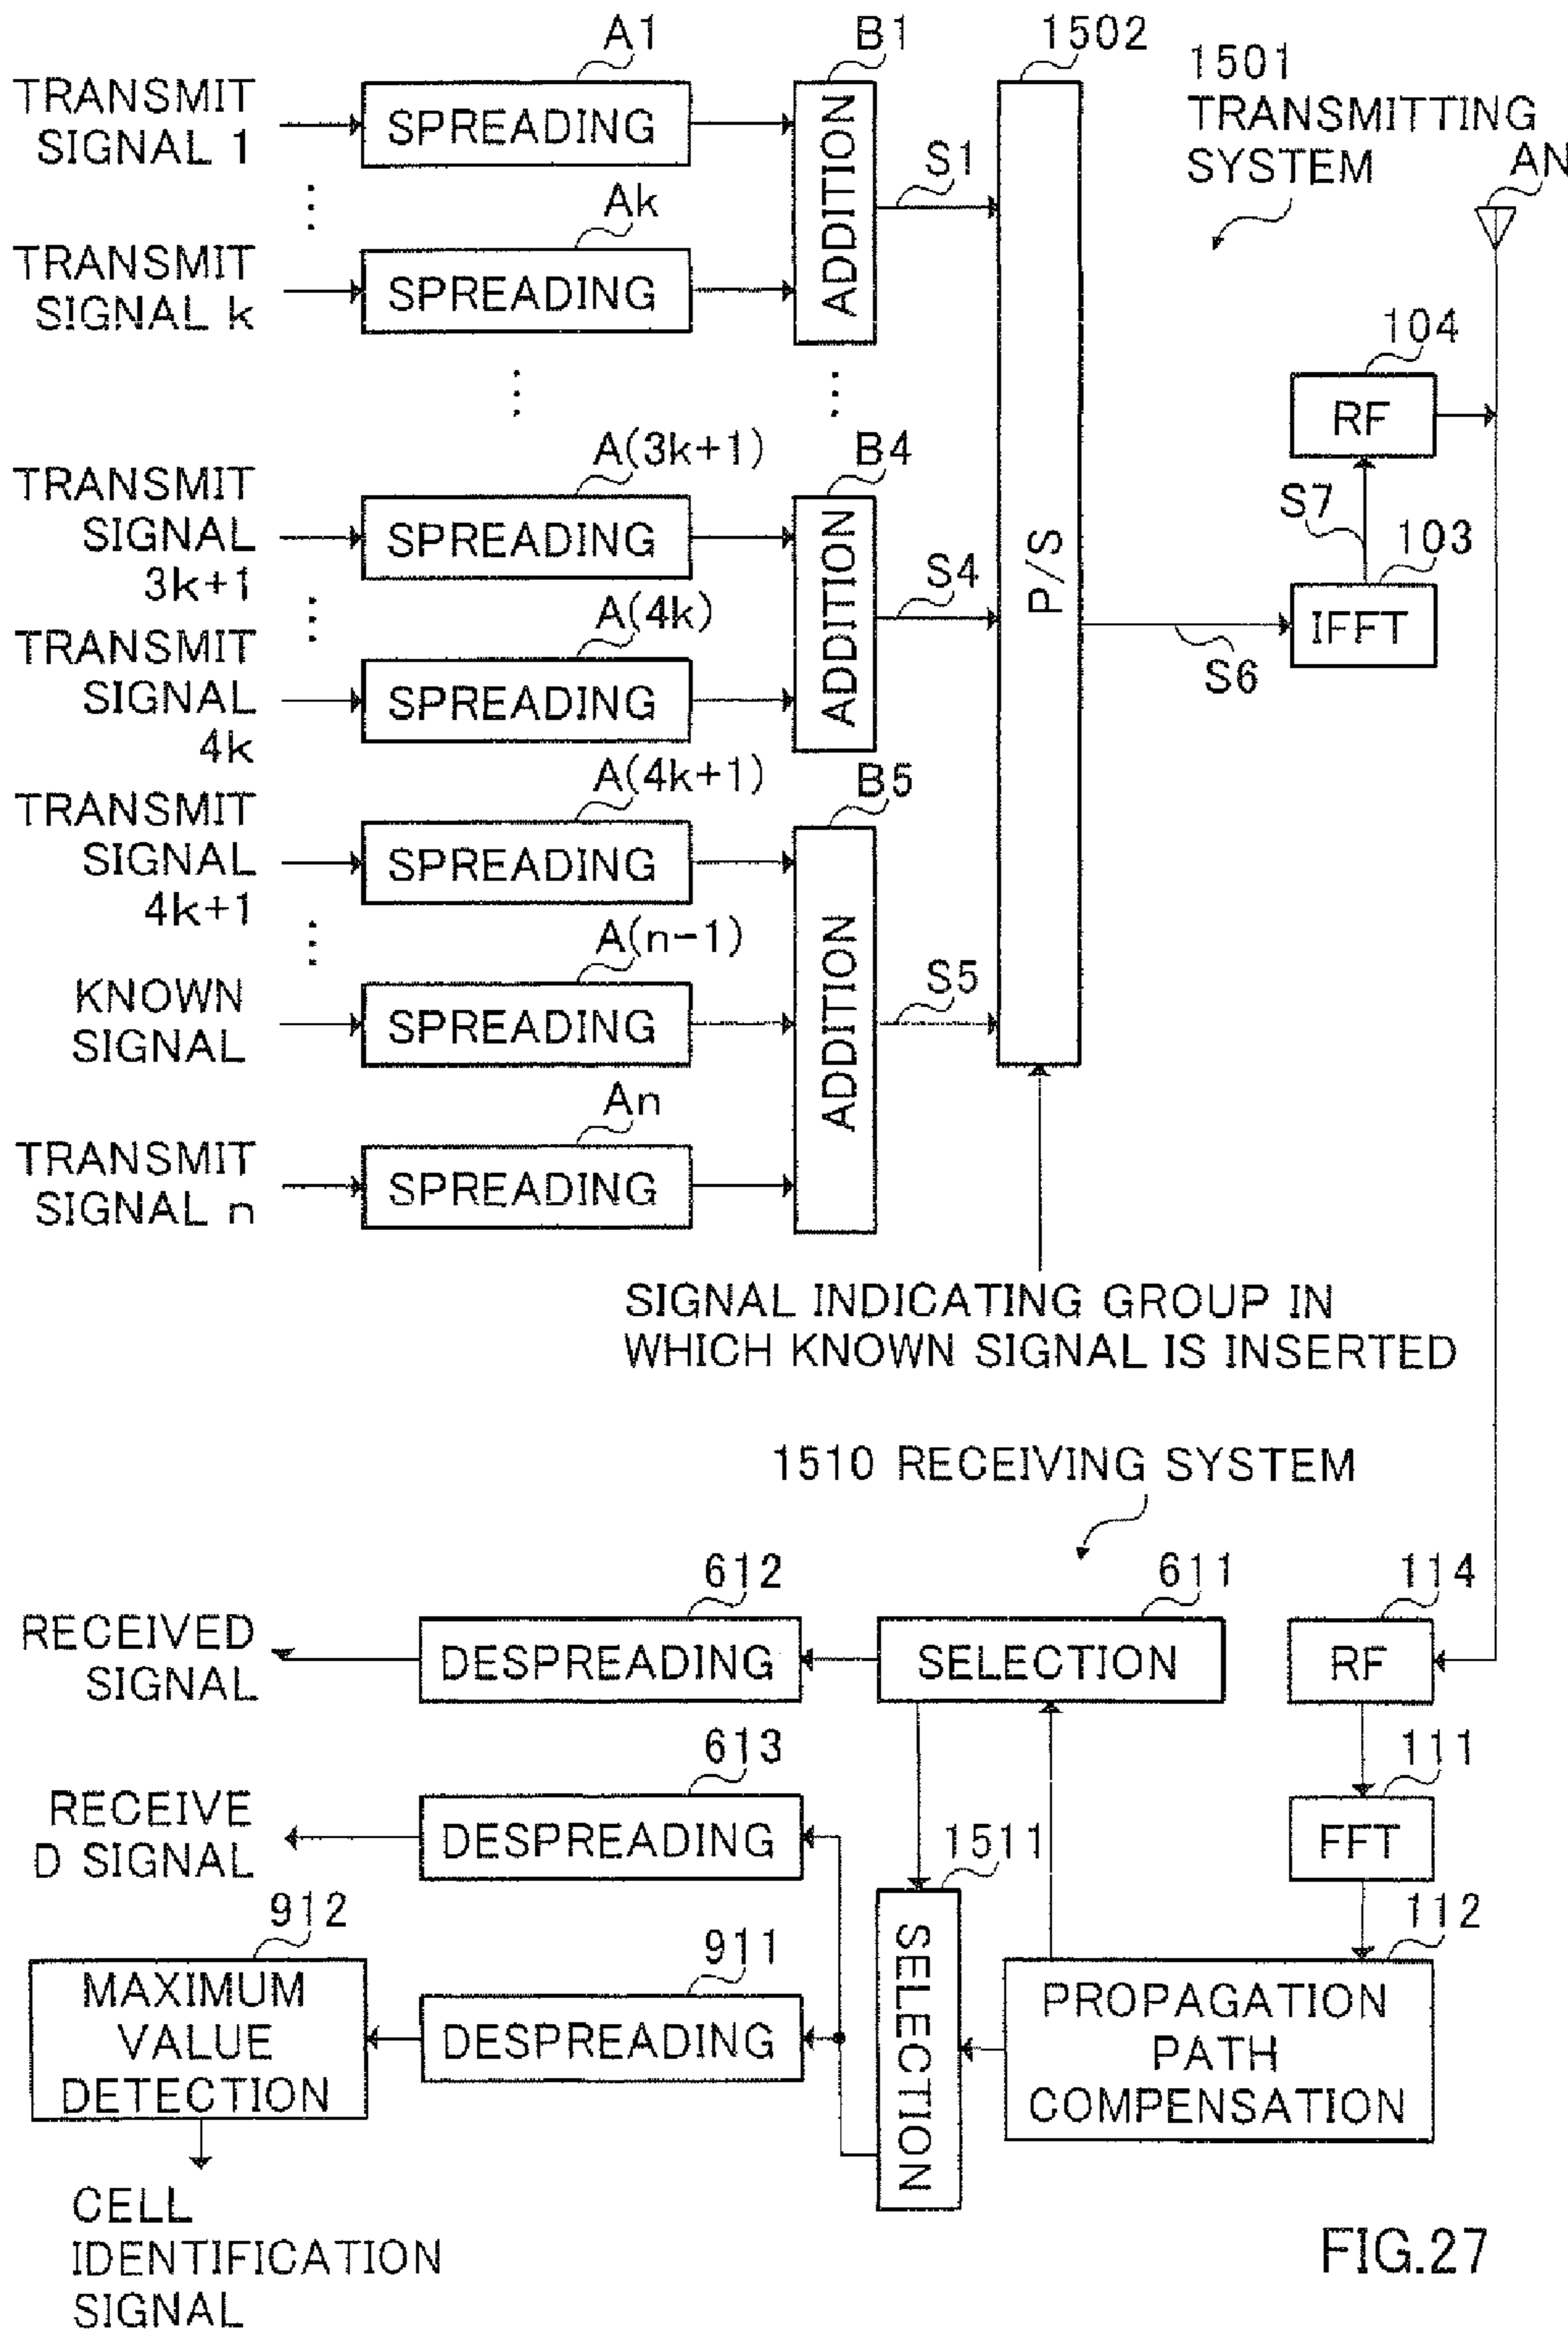 A1
B1
1502
1501
TRANSMITTING
SYSTEM
AN
TRANSMIT
SIGNAL 1
SPREADING
ADDITION
S1
⋮
Ak
TRANSMIT
SIGNAL k
SPREADING
⋮
⋮
104
RF
A(3k+1)
B4
TRANSMIT
SIGNAL
3k+1
SPREADING
ADDITION
S4
P/S
S7
103
IFFT
S6
⋮
A(4k)
TRANSMIT
SIGNAL
4k
SPREADING
A(4k+1)
B5
TRANSMIT
SIGNAL
4k+1
SPREADING
⋮
A(n-1)
KNOWN
SIGNAL
SPREADING
ADDITION
S5
An
TRANSMIT
SIGNAL n
SPREADING
SIGNAL INDICATING GROUP IN
WHICH KNOWN SIGNAL IS INSERTED
1510 RECEIVING SYSTEM
612
611
114
RECEIVED
SIGNAL
DESPREADING
SELECTION
RF
613
111
RECEIVE
D SIGNAL
DESPREADING
1511
FFT
912
911
SELECTION
112
MAXIMUM
VALUE
DETECTION
DESPREADING
PROPAGATION
PATH
COMPENSATION
CELL
IDENTIFICATION
SIGNAL
FIG.27